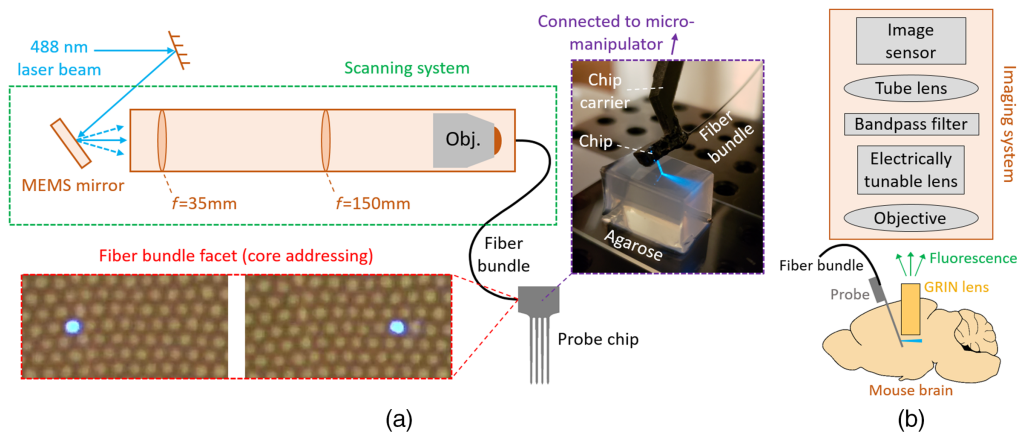 488 nm
laser beam
Scanning system
MEMS mirror
f=35mm
f=150mm
Obj.
Fiber
bundle
Fiber bundle facet (core addressing)
Probe chip
Connected to micro-
manipulator
Chip
carrier
Chip
Fiber
bundle
Agarose
(a)
Image
sensor
Tube lens
Bandpass filter
Electrically
tunable lens
Objective
Imaging system
Fiber bundle
Fluorescence
Probe
GRIN lens
Mouse brain
(b)